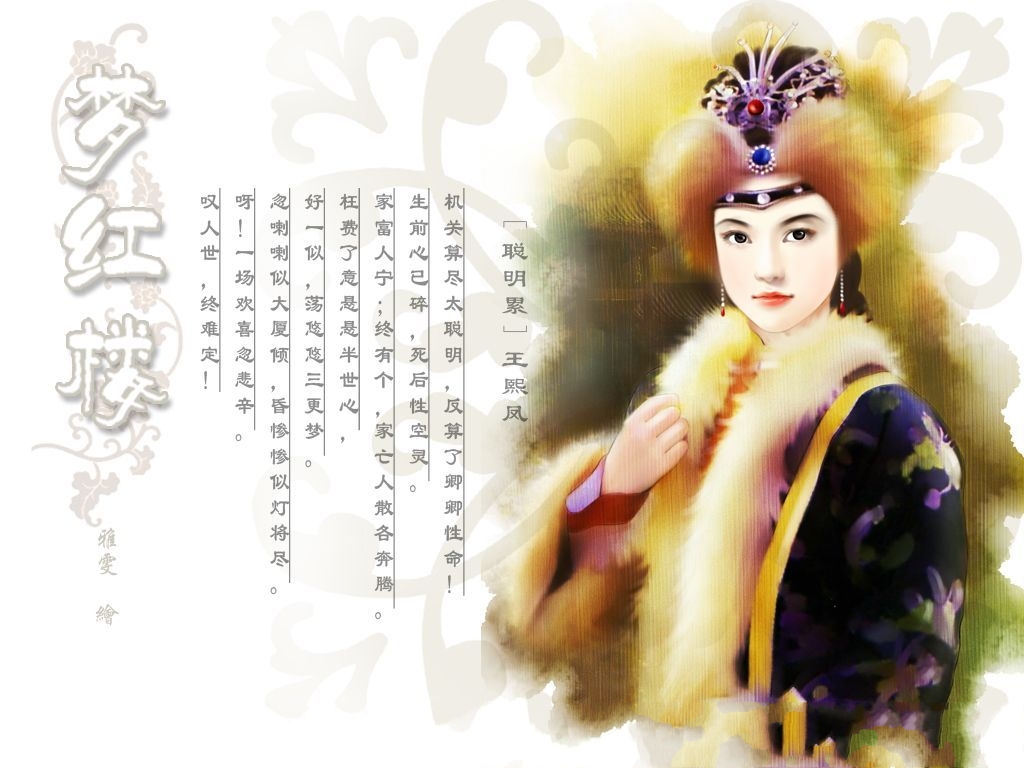 ［聪明累］王熙凤
机关算尽太聪明，反算了卿卿性命！
生前心已碎，死后性空灵。
家富人宁；终有个，家亡人散各奔腾。
枉费了意悬悬半世心，
好一似，荡悠悠三更梦。
忽喇喇似大厦倾，昏惨惨似灯将尽。
呀！一场欢喜忽悲辛。
叹人世，终难定！
梦红楼
雅雯 繪